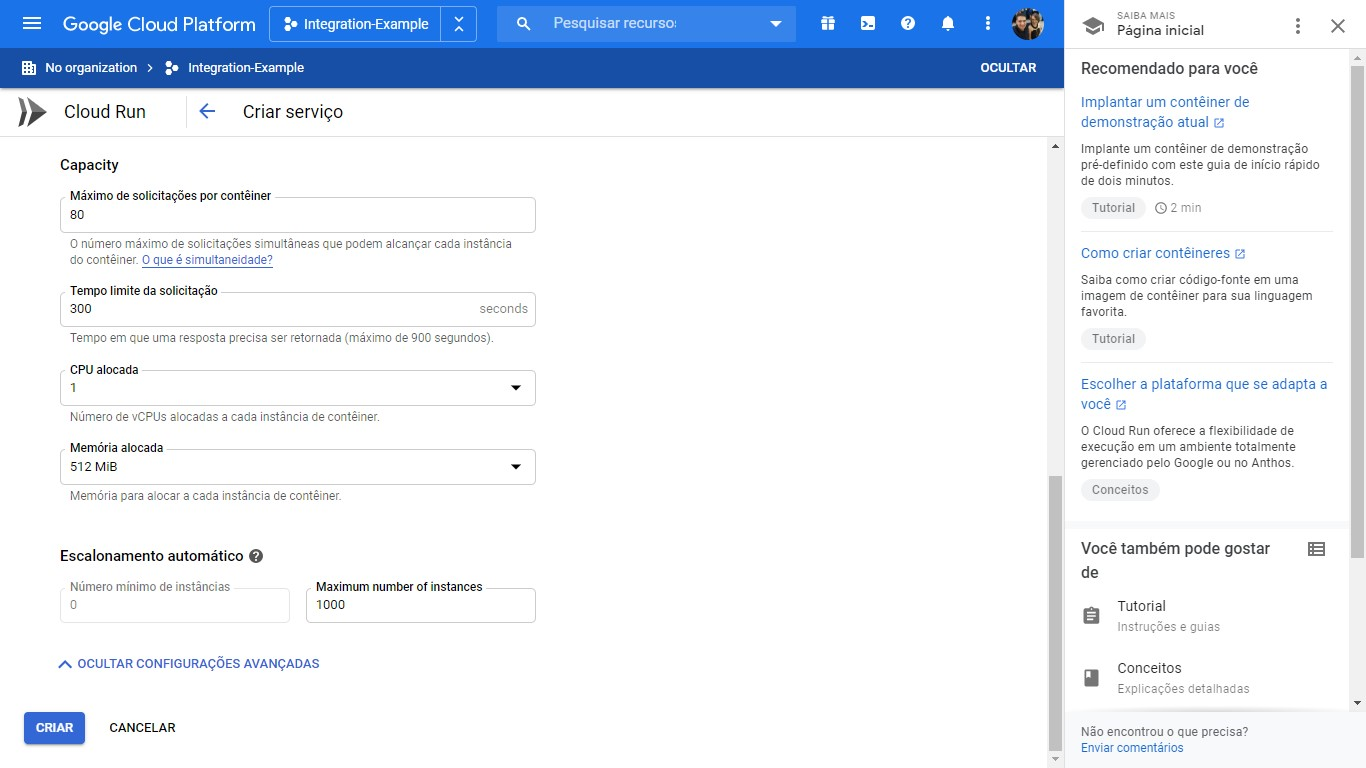 Google Cloud Platform
Integration-Example
Pesquisar recurso
No organization
Integration-Example
OCULTAR
Cloud Run
Criar serviço
Capacity
Máximo de solicitações por contêiner
80
O número máximo de solicitações simultâneas que podem alcançar cada instância
do contêiner. O que é simultaneidade?
Tempo limite da solicitação
300
seconds
Tempo em que uma resposta precisa ser retornada (máximo de 900 segundos).
CPU alocada
1
Número de vCPUs alocadas a cada instância de contêiner.
Memória alocada
512 MiB
Memória para alocar a cada instância de contêiner.
Escalonamento automático
Número mínimo de instâncias
0
Maximum number of instances
1000
OCULTAR CONFIGURAÇÕES AVANÇADAS
CRIAR
CANCELAR
SAIBA MAIS
Página inicial
Recomendado para você
Implantar um contêiner de
demonstração atual
Implante um contêiner de demonstração
pré-definido com este guia de início rápido
de dois minutos.
Tutorial
2 min
Como criar contêineres
Saiba como criar código-fonte em uma
imagem de contêiner para sua linguagem
favorita.
Tutorial
Escolher a plataforma que se adapta a
você
O Cloud Run oferece a flexibilidade de
execução em um ambiente totalmente
gerenciado pelo Google ou no Anthos.
Conceitos
Você também pode gostar
de
Tutorial
Instruções e guias
Conceitos
Explicações detalhadas
Não encontrou o que precisa?
Enviar comentários